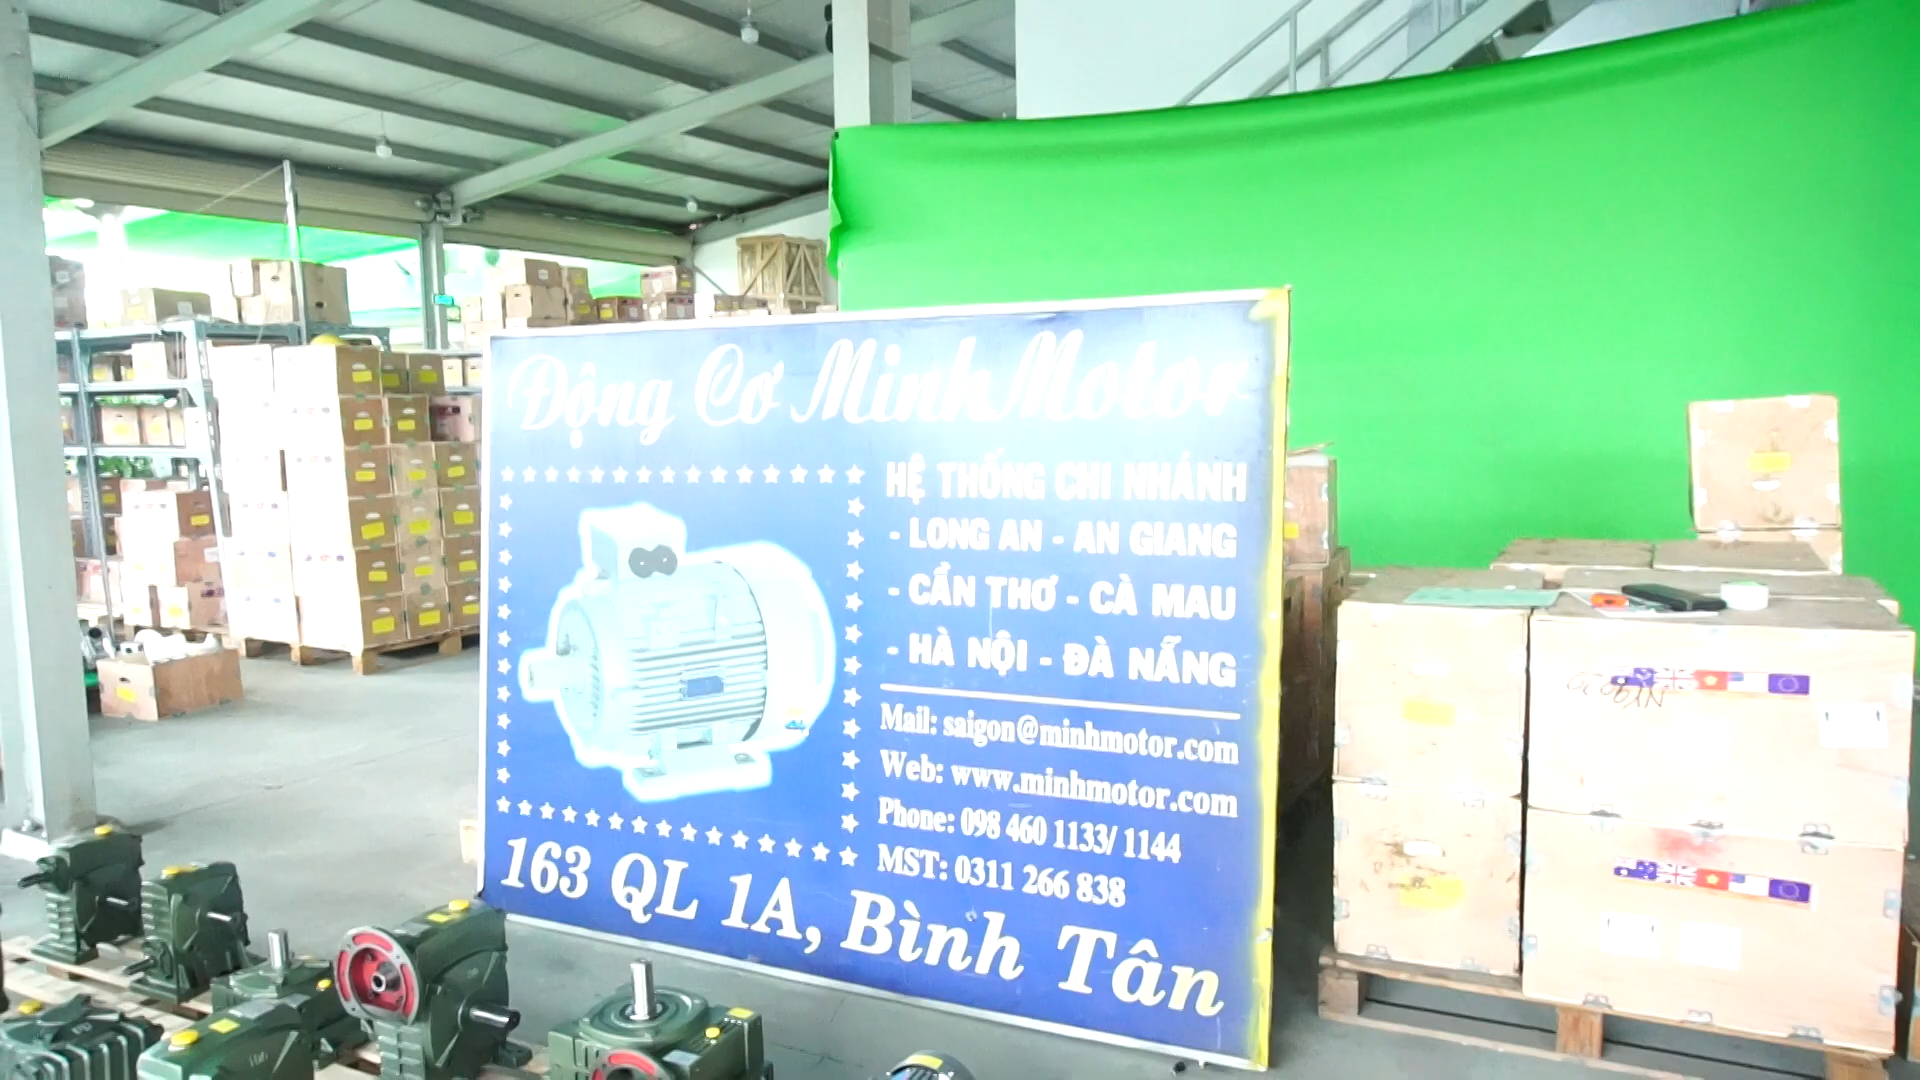 Động Cơ MinhMotor
HỆ THỐNG CHI NHÁNH
- LONG AN - AN GIANG
- CẦN THƠ - CÀ MAU
- HÀ NỘI - ĐÀ NẴNG
Mail: saigon@minhmotor.com
Web: www.minhmotor.com
Phone: 098 460 1133/ 1144
MST: 0311 266 838
163 QL 1A, Bình Tân